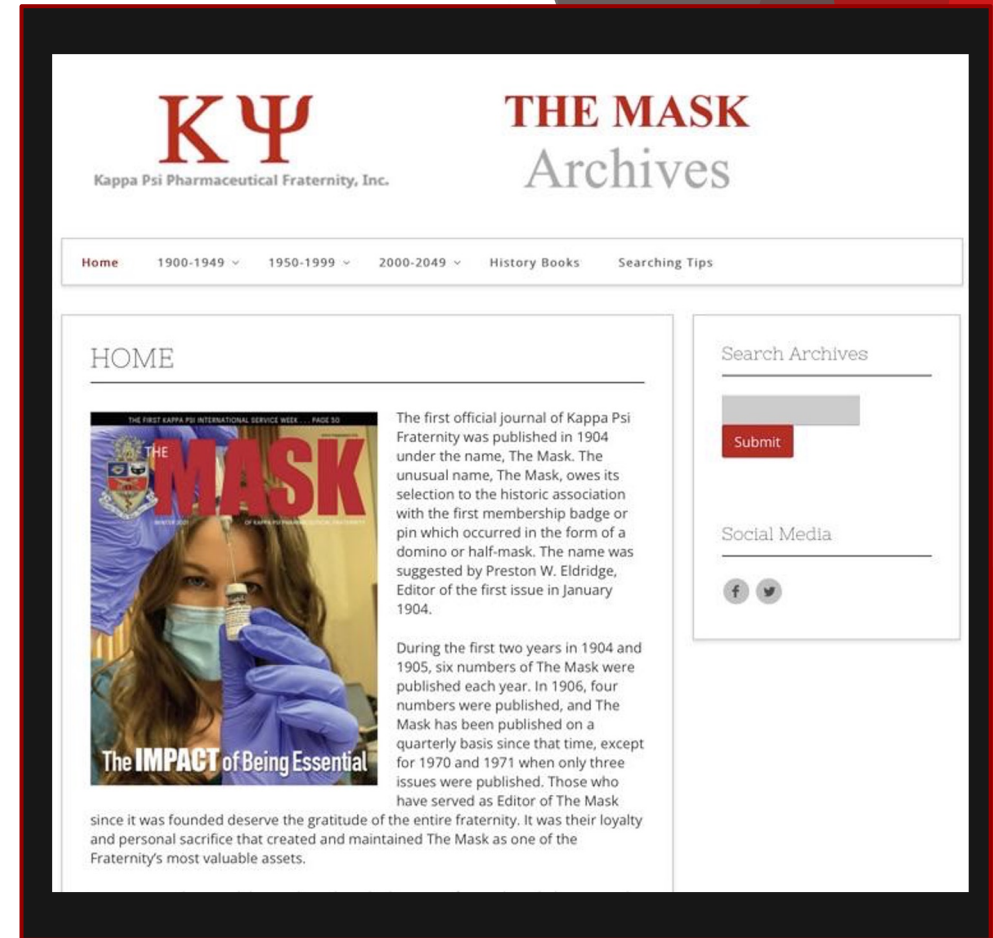 ΚΨ
Kappa Psi Pharmaceutical Fraternity, Inc.
THE MASK
Archives
Home 1900-1949 1950-1999 2000-2049 History Books Searching Tips
HOME
THE FIRST KAPPA PSI INTERNATIONAL SERVICE WEEK . . . PAGE 50
THE
MASK
WINTER 2021 OF KAPPA PSI PHARMACEUTICAL FRATERNITY
The IMPACT of Being Essential
The first official journal of Kappa Psi
Fraternity was published in 1904
under the name, The Mask. The
unusual name, The Mask, owes its
selection to the historic association
with the first membership badge or
pin which occurred in the form of a
domino or half-mask. The name was
suggested by Preston W. Eldridge,
Editor of the first issue in January
1904.
During the first two years in 1904 and
1905, six numbers of The Mask were
published each year. In 1906, four
numbers were published, and The
Mask has been published on a
quarterly basis since that time, except
for 1970 and 1971 when only three
issues were published. Those who
have served as Editor of The Mask
since it was founded deserve the gratitude of the entire fraternity. It was their loyalty
and personal sacrifice that created and maintained The Mask as one of the
Fraternity's most valuable assets.
Search Archives
Submit
Social Media